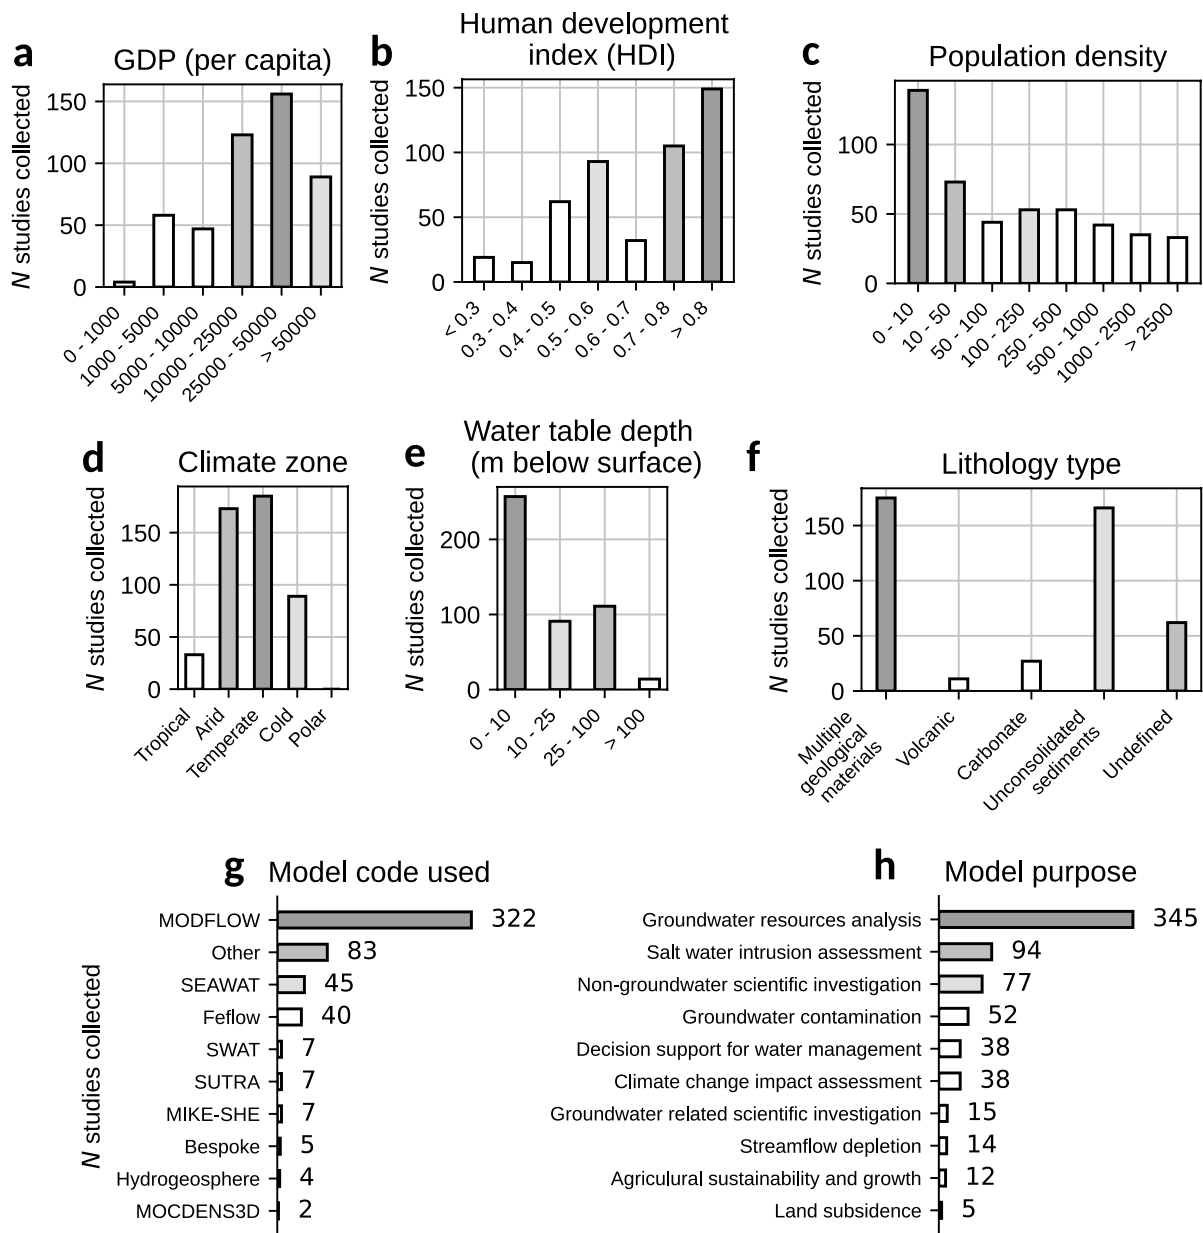 a
GDP (per capita)
N studies collected
150
100
50
0
0 - 1000
1000 - 5000
5000 - 10000
10000 - 25000
25000 - 50000
> 50000
b
Human development
index (HDI)
N studies collected
150
100
50
0
< 0.3
0.3 - 0.4
0.4 - 0.5
0.5 - 0.6
0.6 - 0.7
0.7 - 0.8
> 0.8
c
Population density
N studies collected
100
50
0
0 - 10
10 - 50
50 - 100
100 - 250
250 - 500
500 - 1000
1000 - 2500
> 2500
d
Climate zone
N studies collected
150
100
50
0
Tropical
Arid
Temperate
Cold
Polar
e
Water table depth
(m below surface)
N studies collected
200
100
0
0 - 10
10 - 25
25 - 100
> 100
f
Lithology type
N studies collected
150
100
50
0
Multiple
geological
materials
Volcanic
Carbonate
Unconsolidated
sediments
Undefined
g
Model code used
N studies collected
MODFLOW 322
Other 83
SEAWAT 45
Feflow 40
SWAT 7
SUTRA 7
MIKE-SHE 7
Bespoke 5
Hydrogeosphere 4
MOCDENS3D 2
h
Model purpose
Groundwater resources analysis 345
Salt water intrusion assessment 94
Non-groundwater scientific investigation 77
Groundwater contamination 52
Decision support for water management 38
Climate change impact assessment 38
Groundwater related scientific investigation 15
Streamflow depletion 14
Agriculural sustainability and growth 12
Land subsidence 5